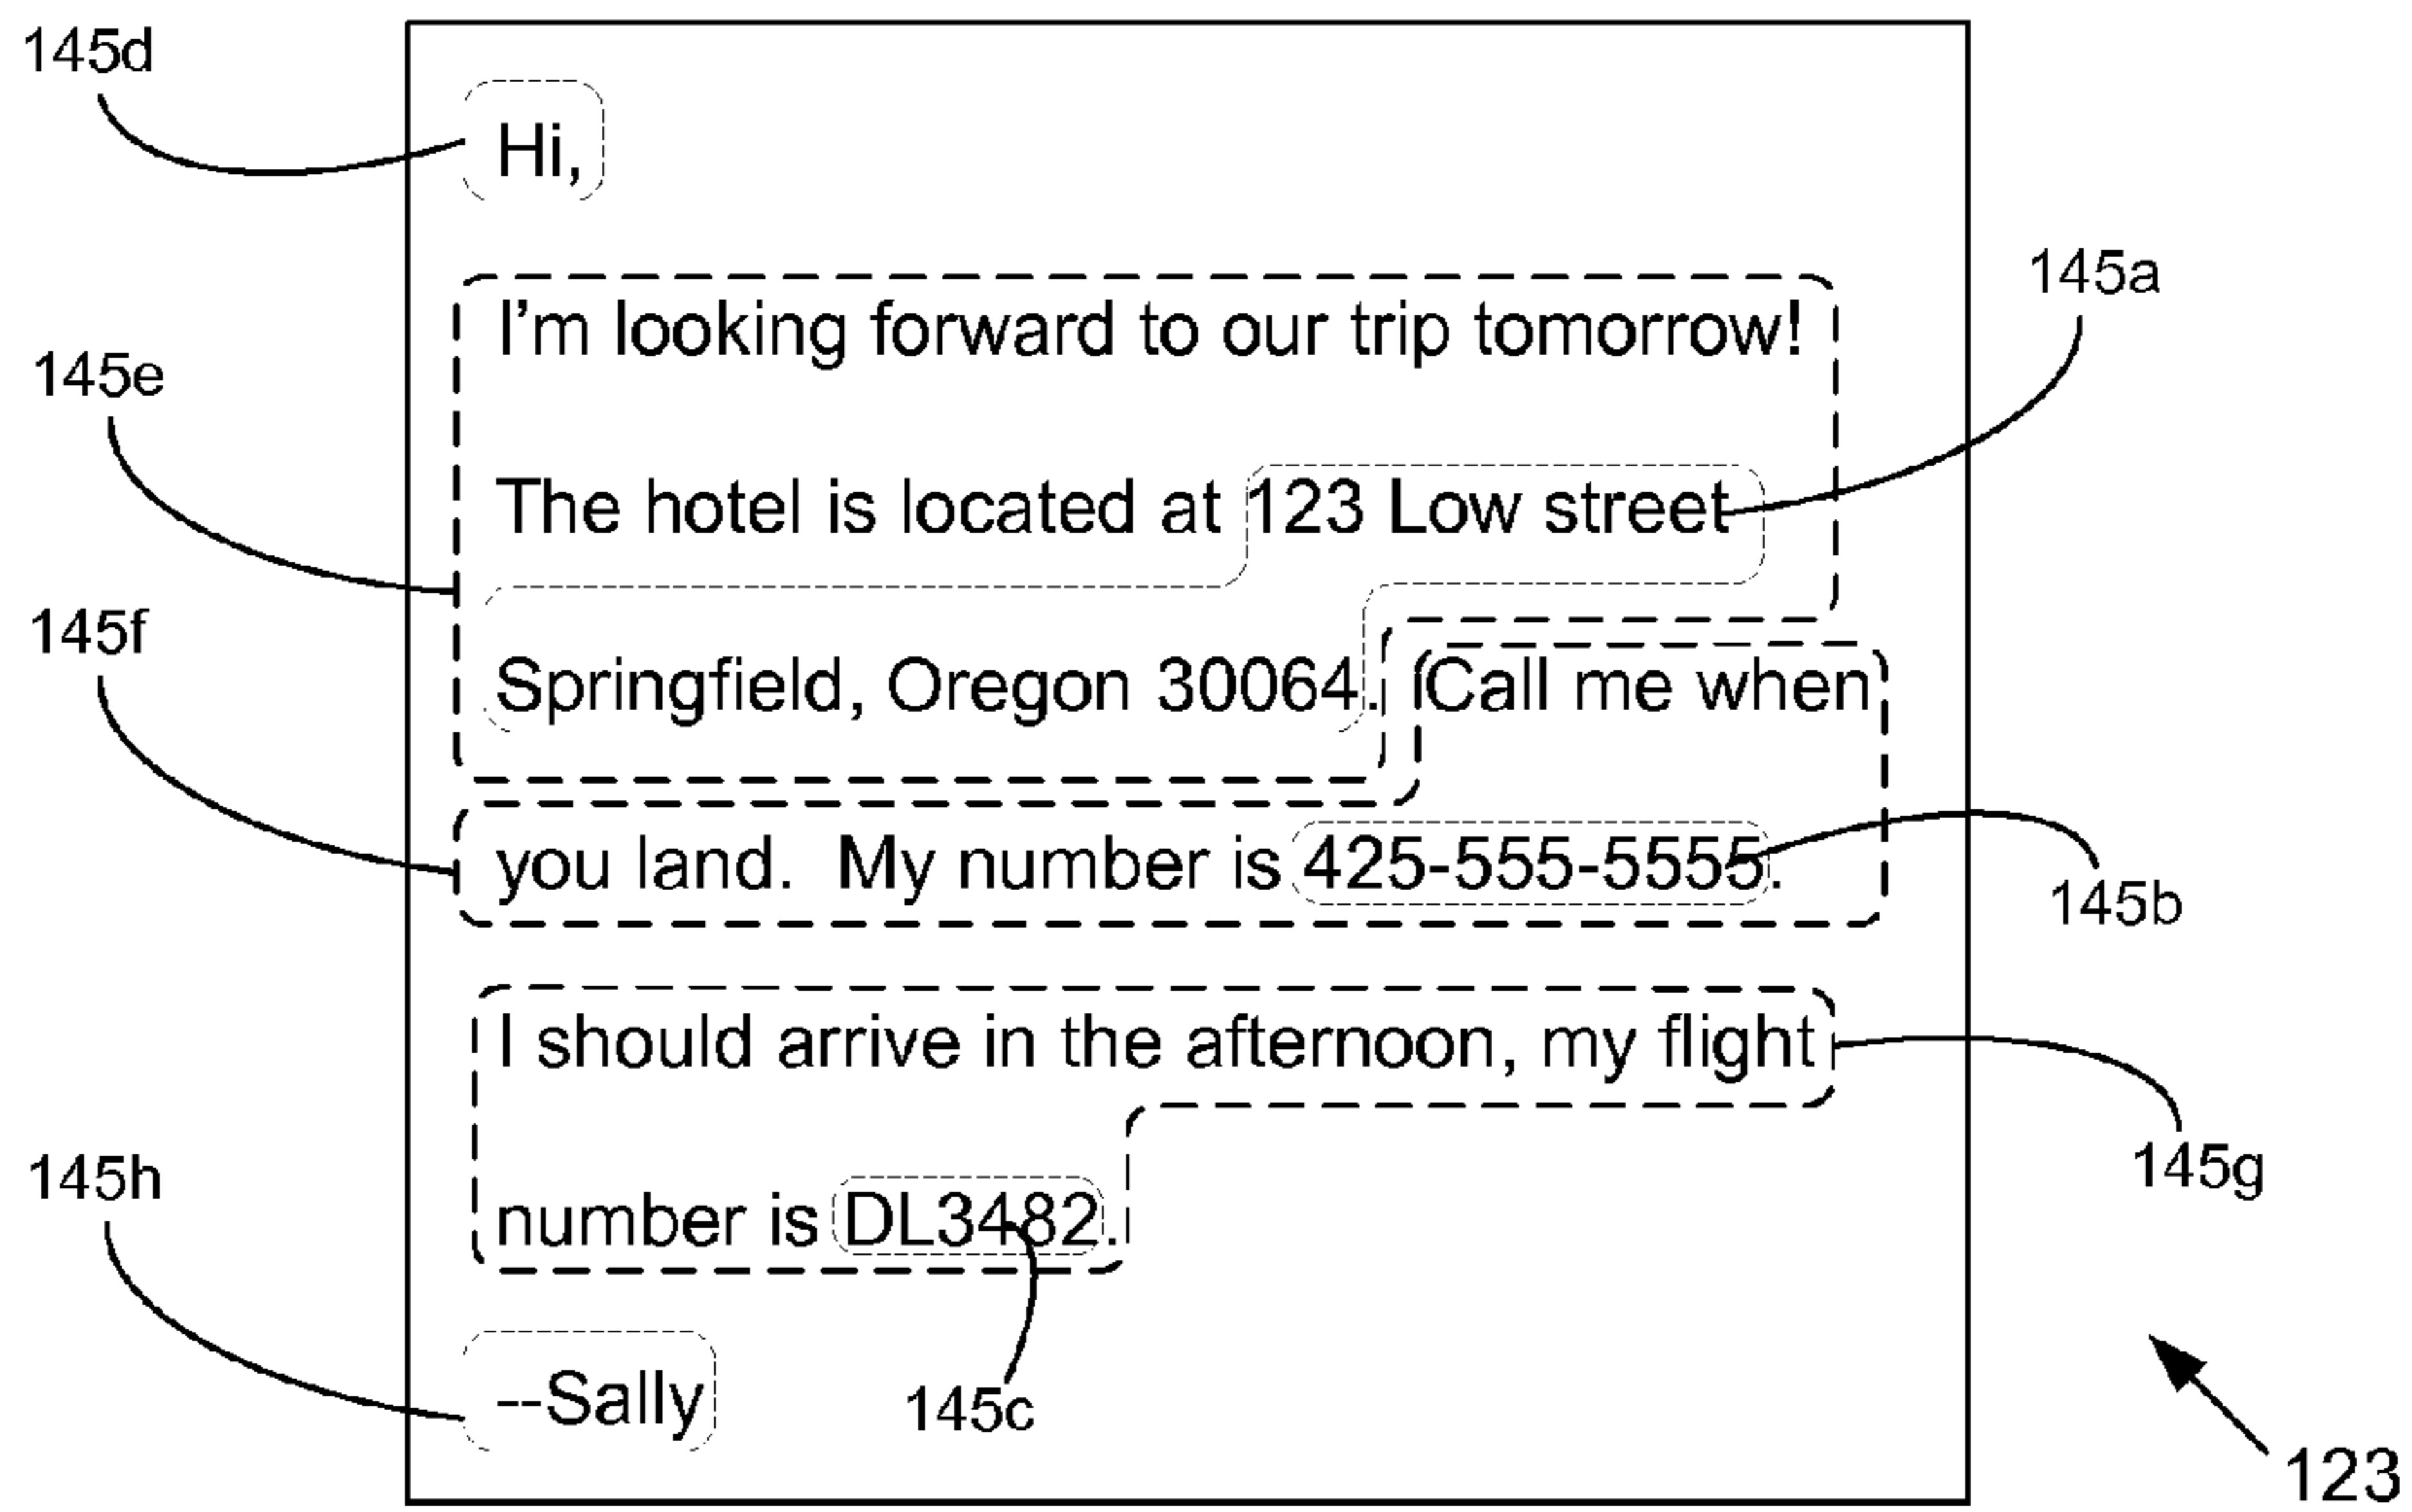 145d
Hi,
145a
I'm looking forward to our trip tomorrow!
145e
The hotel is located at 123 Low street
145f
Springfield, Oregon 30064. Call me when
you land. My number is 425-555-5555.
145b
I should arrive in the afternoon, my flight
145g
145h
number is DL3482.
--Sally
145c
123